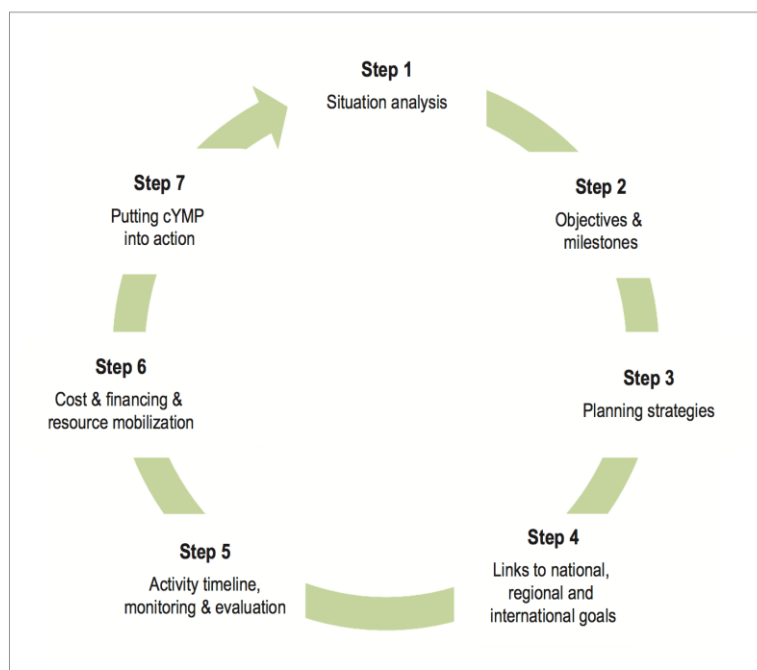 Step 1
Situation analysis
Step 2
Objectives &
milestones
Step 3
Planning strategies
Step 4
Links to national,
regional and
international goals
Step 5
Activity timeline,
monitoring & evaluation
Step 6
Cost & financing &
resource mobilization
Step 7
Putting cYMP
into action